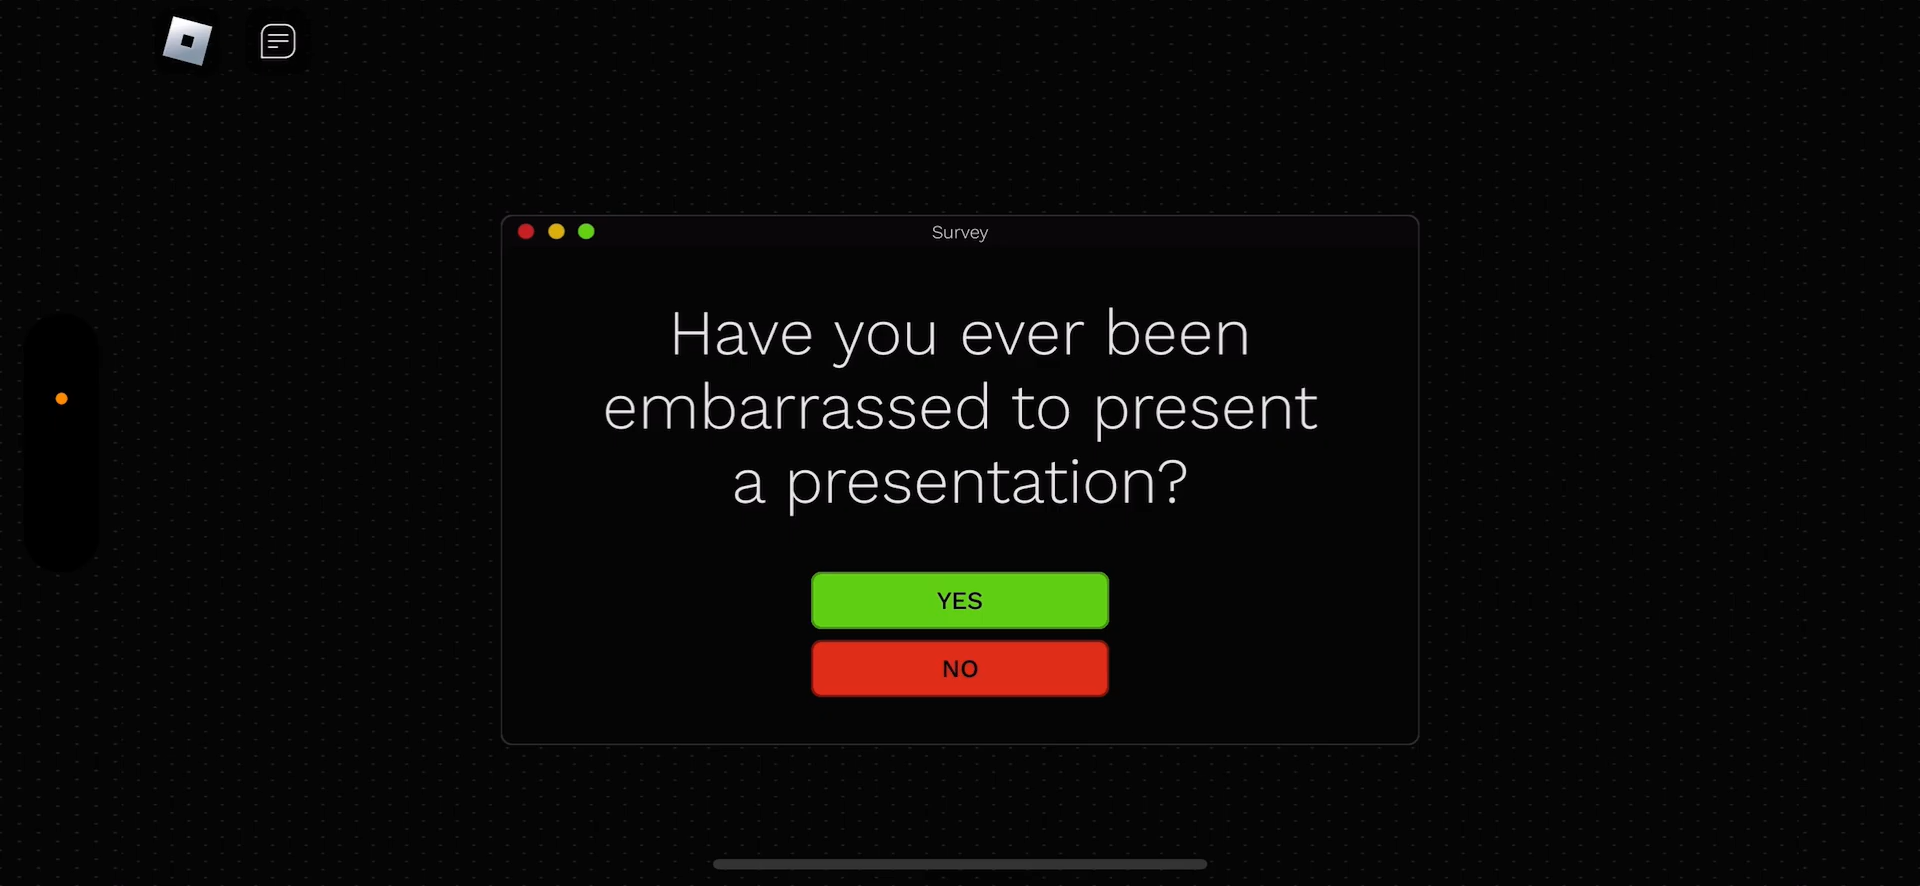 Survey
Have you ever been
embarrassed to present
a presentation?
YES
NO